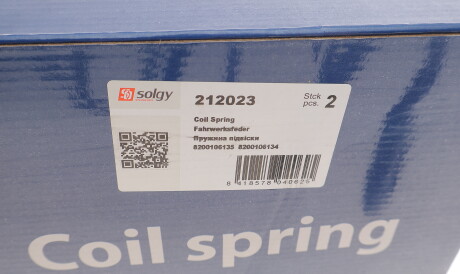 solgy
212023
Stck
pcs. 2
Coil Spring
Fahrwerksfeder
Пружина підвіски
8200106135 8200106134
Coil spring